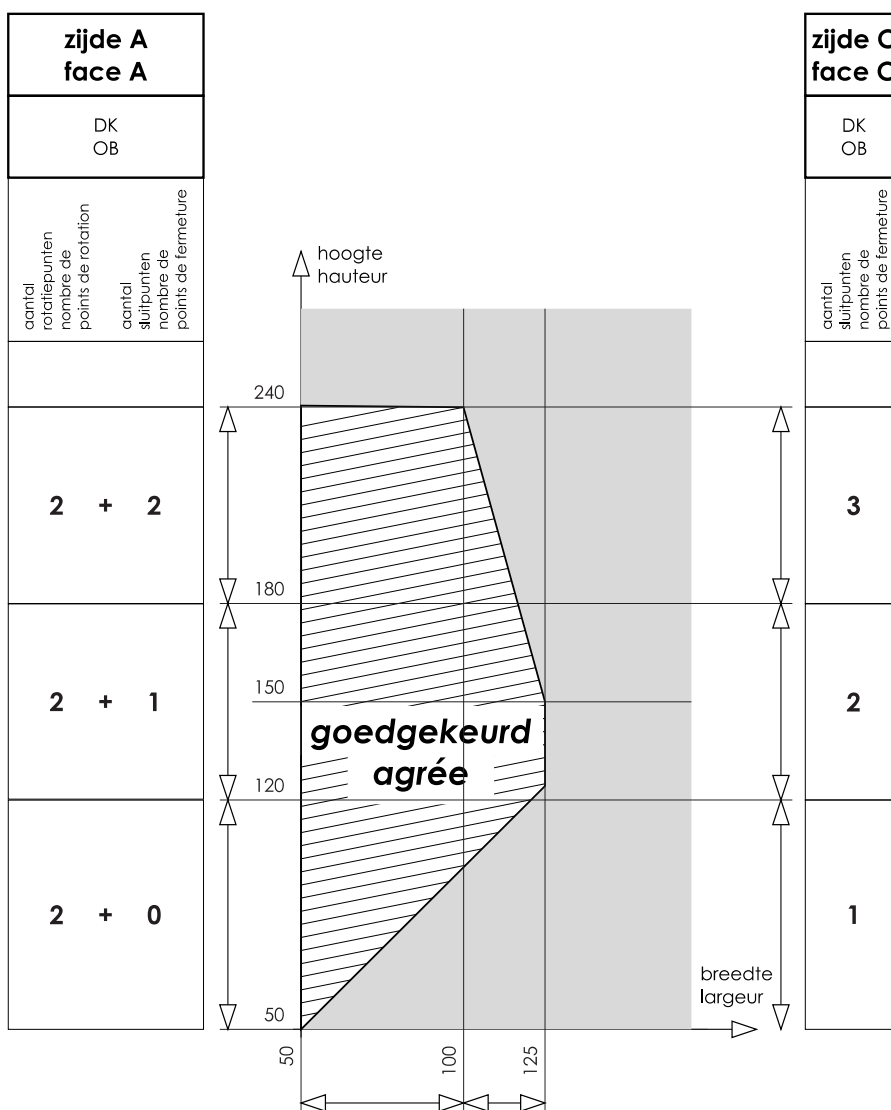 zijde A
face A
DK
OB
aantal
rotatiepunten
nombre de
points de rotation
aantal
sluitpunten
nombre de
points de fermeture
2 + 2
2 + 1
2 + 0
hoogte
hauteur
240
180
150
120
50
goedgekeurd
agrée
breedte
largeur
50
100
125
zijde C
face C
DK
OB
aantal
sluitpunten
nombre de
points de fermeture
3
2
1